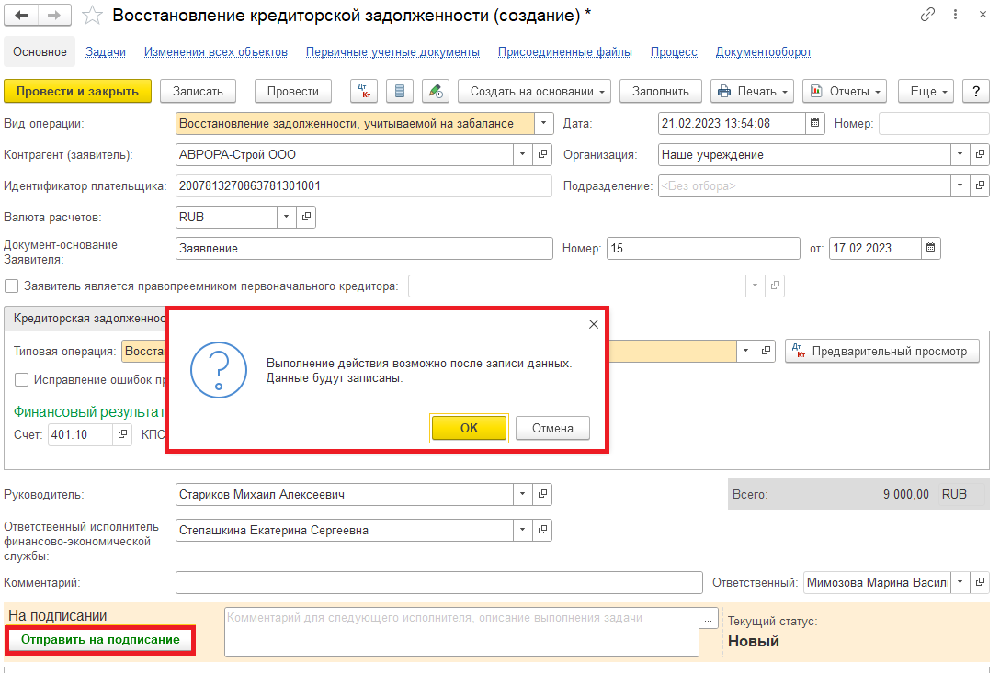 Восстановление кредиторской задолженности (создание) *
Основное Задачи Изменения всех объектов Первичные учетные документы Присоединенные файлы Процесс Документооборот
Провести и закрыть Записать Провести Дт Кт Создать на основании Заполнить Печать Отчеты Еще ?
Вид операции: Восстановление задолженности, учитываемой на забалансе Дата: 21.02.2023 13:54:08 Номер:
Контрагент (заявитель): АВРОРА-Строй ООО Организация: Наше учреждение
Идентификатор плательщика: 2007813270863781301001 Подразделение: <Без отбора>
Валюта расчетов: RUB
Документ-основание
Заявителя: Заявление Номер: 15 от: 17.02.2023
Заявитель является правопреемником первоначального кредитора:
Кредиторская задолженнос
Типовая операция: Восста Дт Кт Предварительный просмотр
Исправление ошибок пр
Выполнение действия возможно после записи данных.
Данные будут записаны.
OK Отмена
Финансовый результат
Счет: 401.10 КПС
Руководитель: Стариков Михаил Алексеевич Всего: 9 000,00 RUB
Ответственный исполнитель
финансово-экономической
службы: Степашкина Екатерина Сергеевна
Комментарий: Ответственный: Мимозова Марина Васил
На подписании Комментарий для следующего исполнителя, описание выполнения задачи ... Текущий статус:
Отправить на подписание Новый